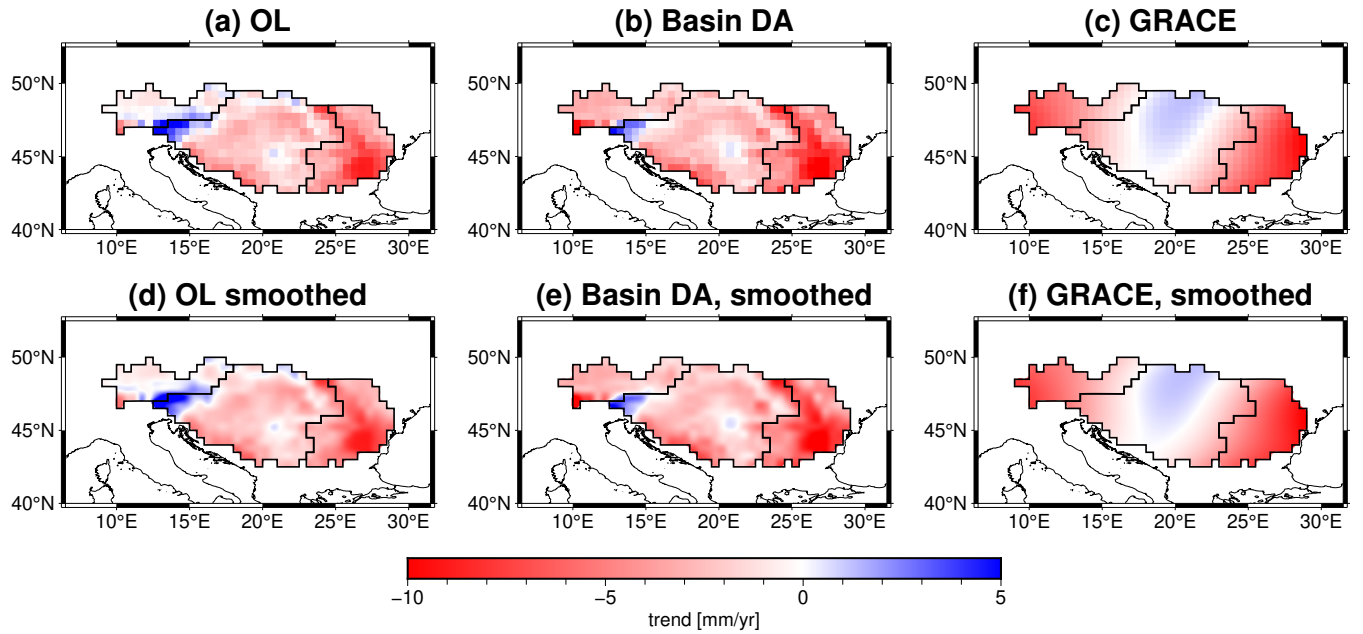 (a) OL
(b) Basin DA
(c) GRACE
50°N
45°N
40°N
10°E 15°E 20°E 25°E 30°E
50°N
45°N
40°N
10°E 15°E 20°E 25°E 30°E
50°N
45°N
40°N
10°E 15°E 20°E 25°E 30°E
(d) OL smoothed
(e) Basin DA, smoothed
(f) GRACE, smoothed
50°N
45°N
40°N
10°E 15°E 20°E 25°E 30°E
50°N
45°N
40°N
10°E 15°E 20°E 25°E 30°E
50°N
45°N
40°N
10°E 15°E 20°E 25°E 30°E
−10 −5 0 5
trend [mm/yr]